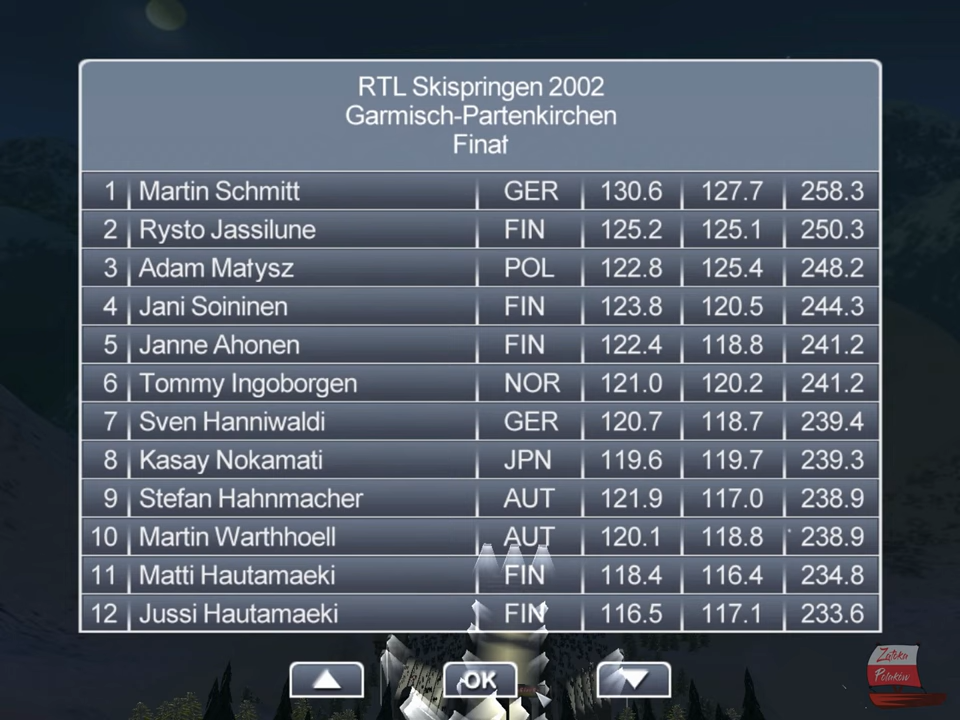 RTL Skispringen 2002
Garmisch-Partenkirchen
Finał
1 Martin Schmitt GER 130.6 127.7 258.3
2 Rysto Jassilune FIN 125.2 125.1 250.3
3 Adam Małysz POL 122.8 125.4 248.2
4 Jani Soininen FIN 123.8 120.5 244.3
5 Janne Ahonen FIN 122.4 118.8 241.2
6 Tommy Ingoborgen NOR 121.0 120.2 241.2
7 Sven Hanniwaldi GER 120.7 118.7 239.4
8 Kasay Nokamati JPN 119.6 119.7 239.3
9 Stefan Hahnmacher AUT 121.9 117.0 238.9
10 Martin Warthhoell AUT 120.1 118.8 238.9
11 Matti Hautamaeki FIN 118.4 116.4 234.8
12 Jussi Hautamaeki FIN 116.5 117.1 233.6
OK
Zatoka
Polaków